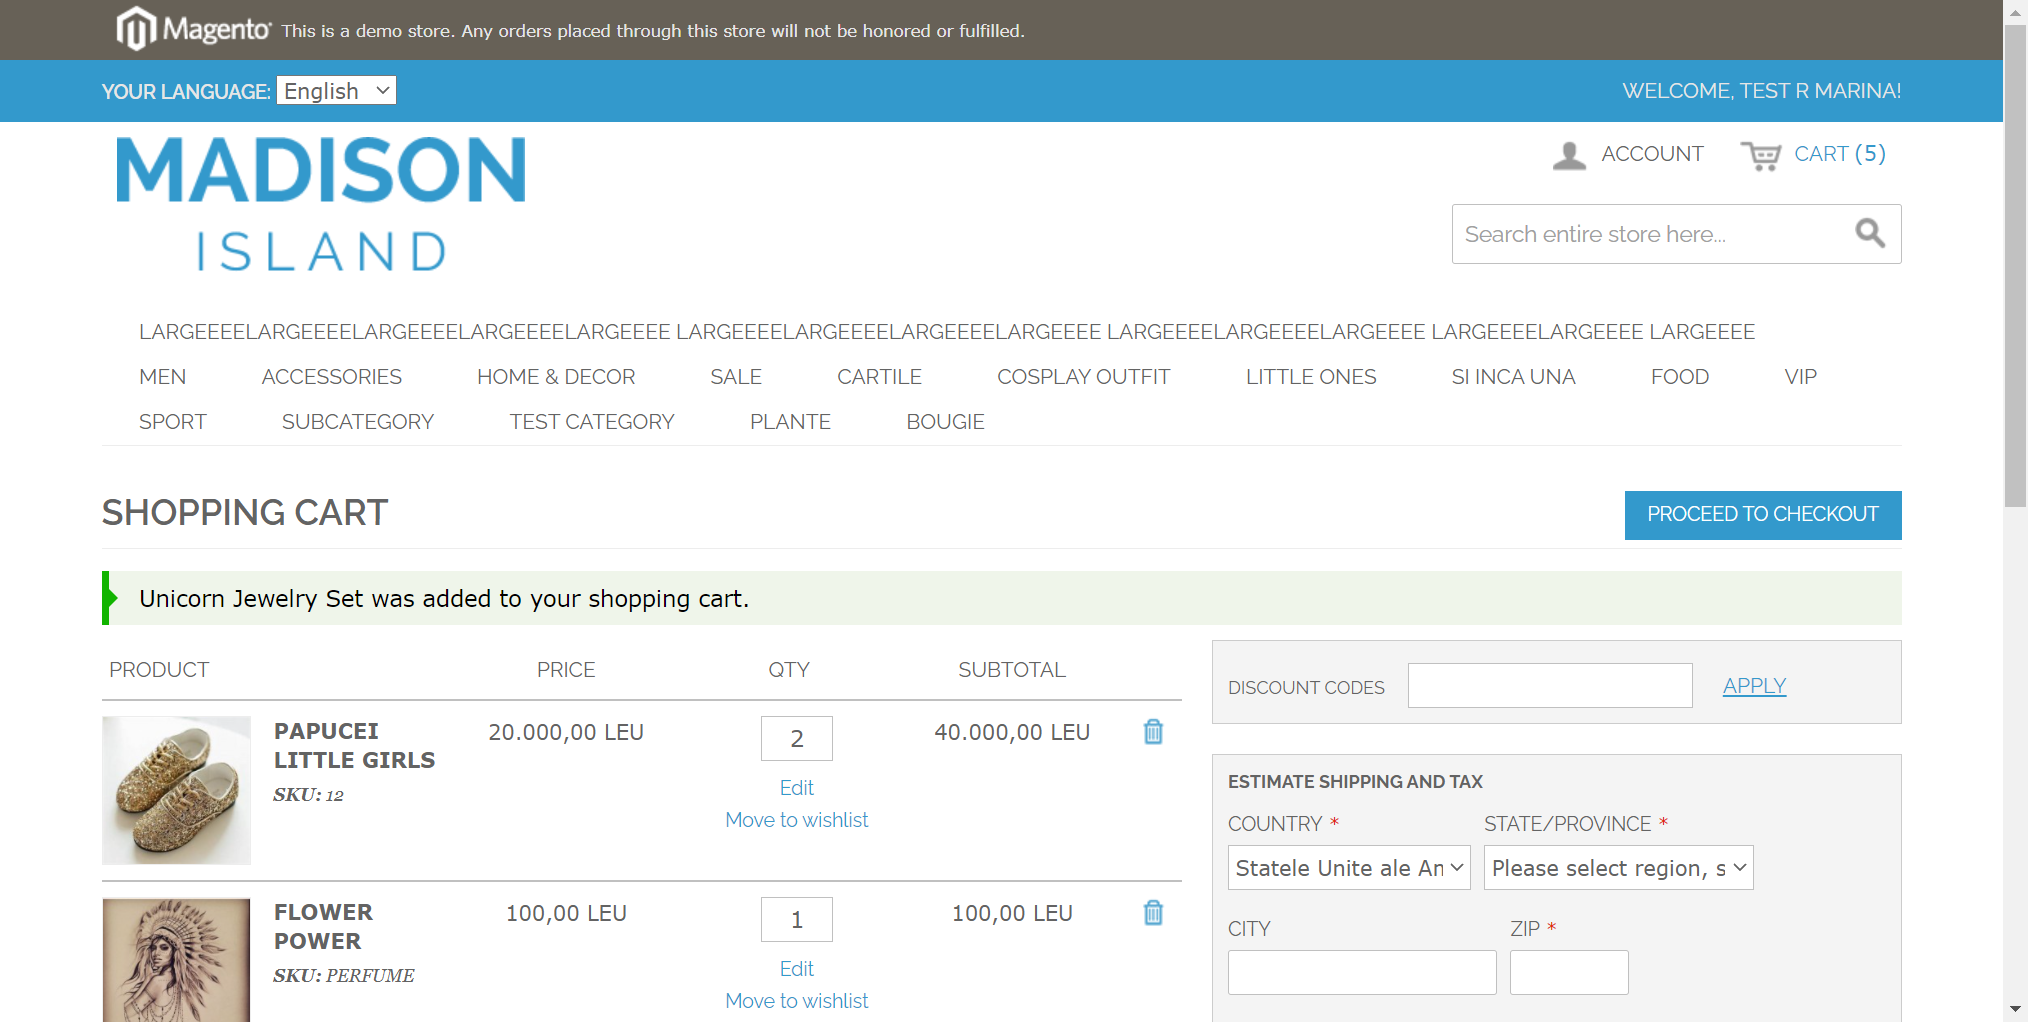 Magento This is a demo store. Any orders placed through this store will not be honored or fulfilled.
YOUR LANGUAGE: English WELCOME, TEST R MARINA!
MADISON
ISLAND
ACCOUNT CART (5)
Search entire store here...
LARGEEEELARGEEEELARGEEEELARGEEEELARGEEEE LARGEEEELARGEEEELARGEEEELARGEEEE LARGEEEELARGEEEELARGEEEE LARGEEEELARGEEEE LARGEEEE
MEN ACCESSORIES HOME & DECOR SALE CARTILE COSPLAY OUTFIT LITTLE ONES SI INCA UNA FOOD VIP
SPORT SUBCATEGORY TEST CATEGORY PLANTE BOUGIE
SHOPPING CART PROCEED TO CHECKOUT
Unicorn Jewelry Set was added to your shopping cart.
PRODUCT PRICE QTY SUBTOTAL
PAPUCEI LITTLE GIRLS 20.000,00 LEU 2 40.000,00 LEU
SKU: 12
Edit
Move to wishlist
FLOWER POWER 100,00 LEU 1 100,00 LEU
SKU: PERFUME
Edit
Move to wishlist
DISCOUNT CODES APPLY
ESTIMATE SHIPPING AND TAX
COUNTRY * STATE/PROVINCE *
Statele Unite ale Am Please select region, s
CITY ZIP *